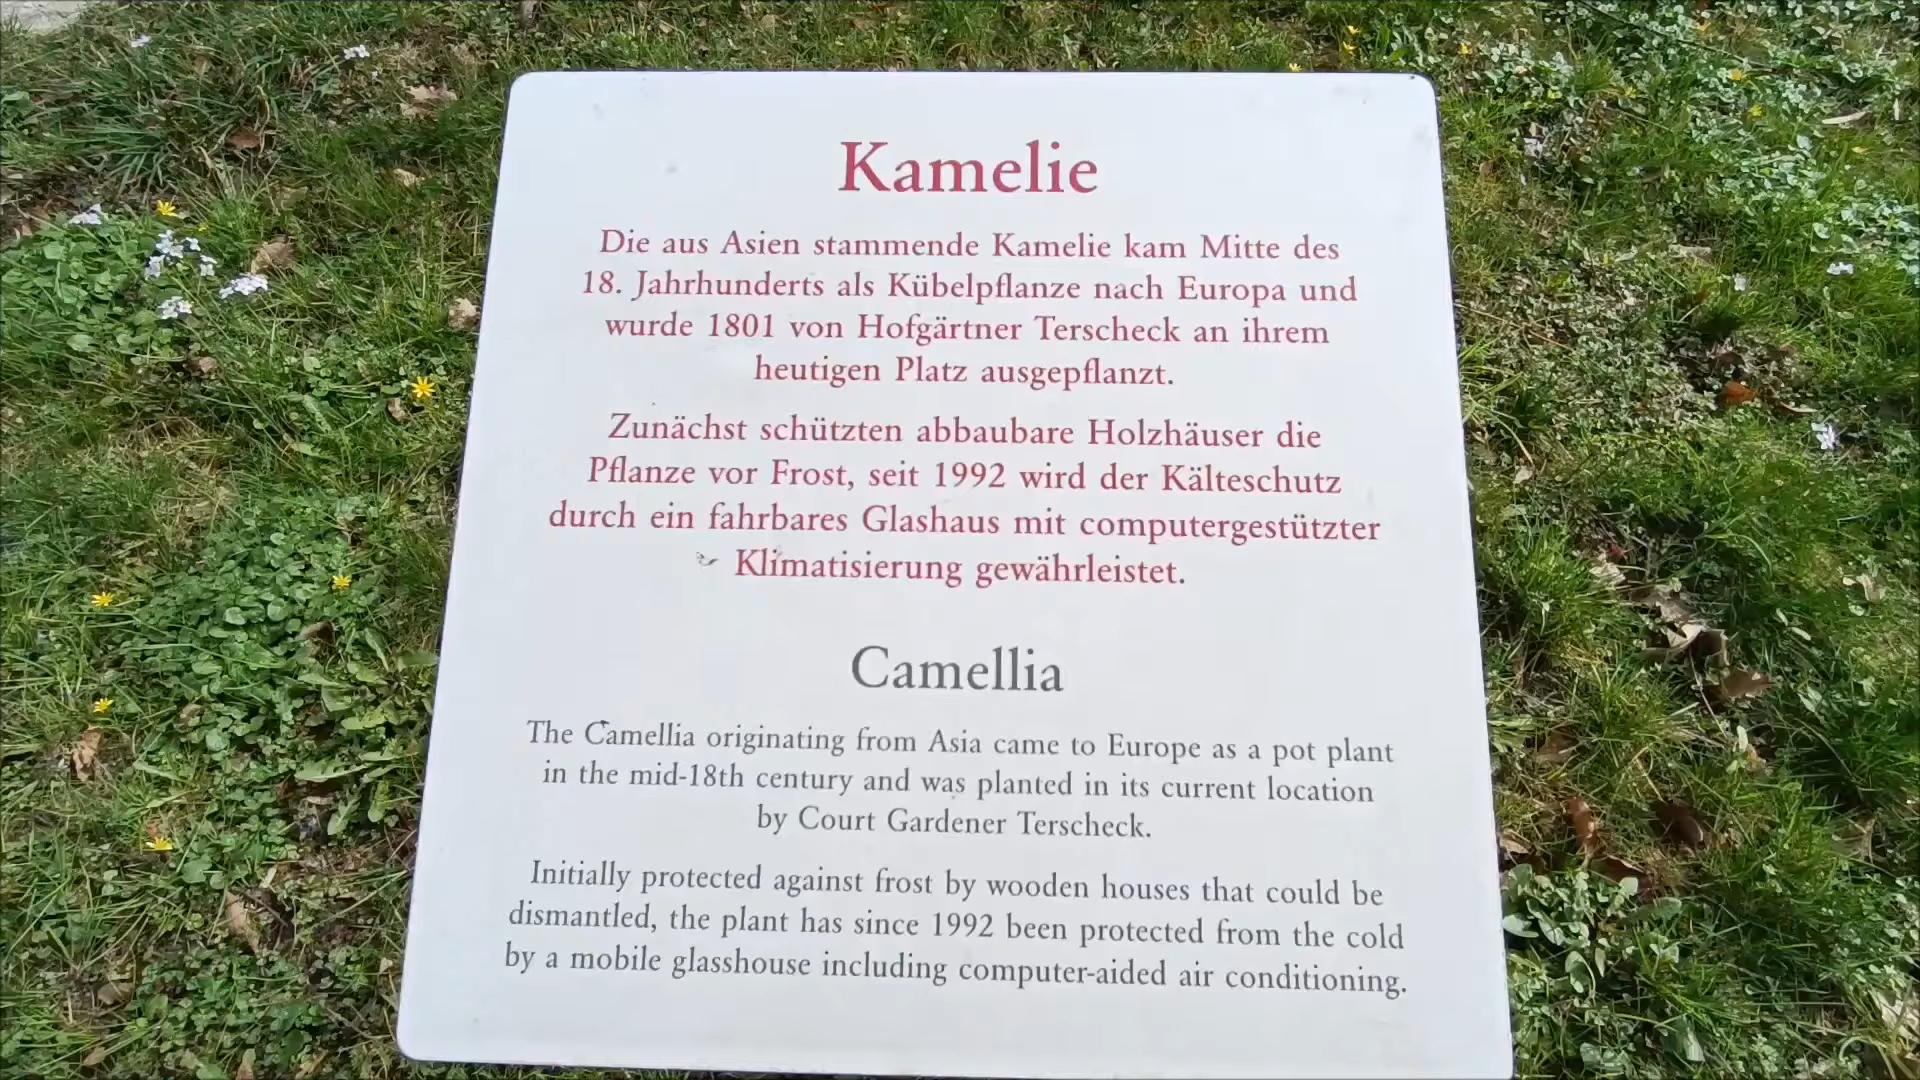 Kamelie
Die aus Asien stammende Kamelie kam Mitte des
18. Jahrhunderts als Kübelpflanze nach Europa und
wurde 1801 von Hofgärtner Terscheck an ihrem
heutigen Platz ausgepflanzt.
Zunächst schützten abbaubare Holzhäuser die
Pflanze vor Frost, seit 1992 wird der Kälteschutz
durch ein fahrbares Glashaus mit computergestützter
Klimatisierung gewährleistet.
Camellia
The Camellia originating from Asia came to Europe as a pot plant
in the mid-18th century and was planted in its current location
by Court Gardener Terscheck.
Initially protected against frost by wooden houses that could be
dismantled, the plant has since 1992 been protected from the cold
by a mobile glasshouse including computer-aided air conditioning.